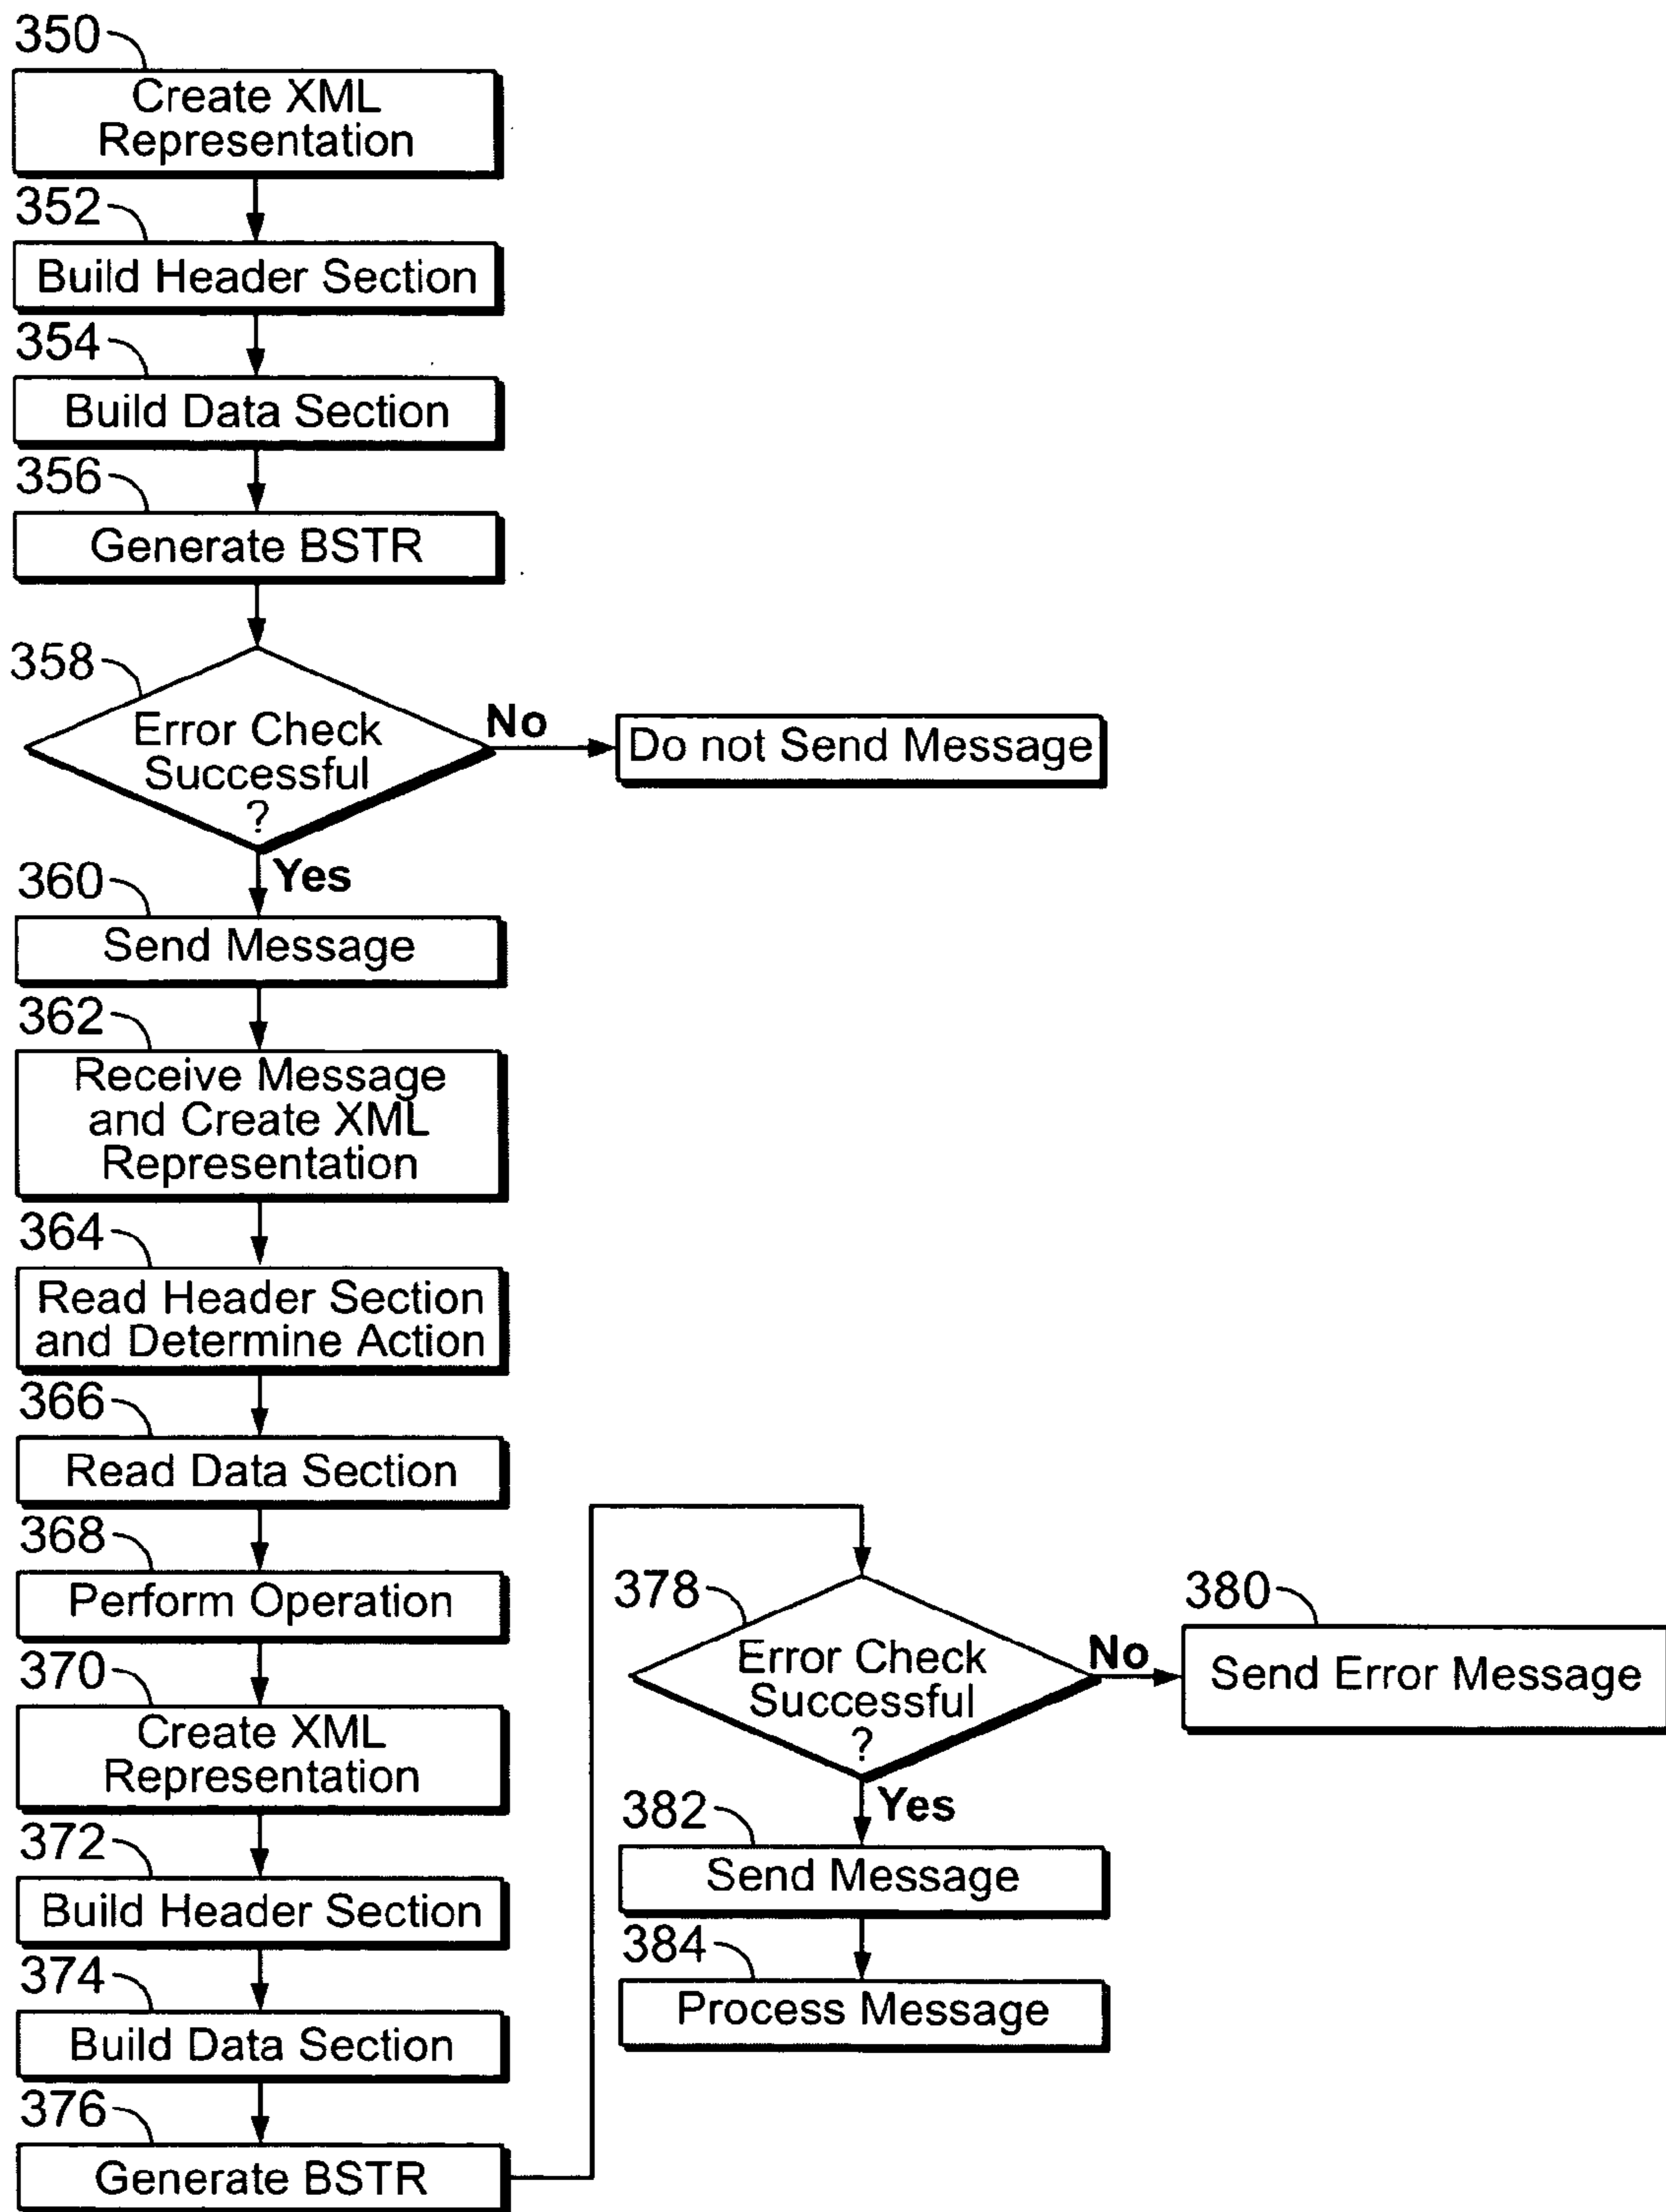 350
Create XML
Representation
352
Build Header Section
354
Build Data Section
356
Generate BSTR
358
Error Check
Successful
?
No
Do not Send Message
Yes
360
Send Message
362
Receive Message
and Create XML
Representation
364
Read Header Section
and Determine Action
366
Read Data Section
368
Perform Operation
370
Create XML
Representation
372
Build Header Section
374
Build Data Section
376
Generate BSTR
378
Error Check
Successful
?
No
380
Send Error Message
Yes
382
Send Message
384
Process Message